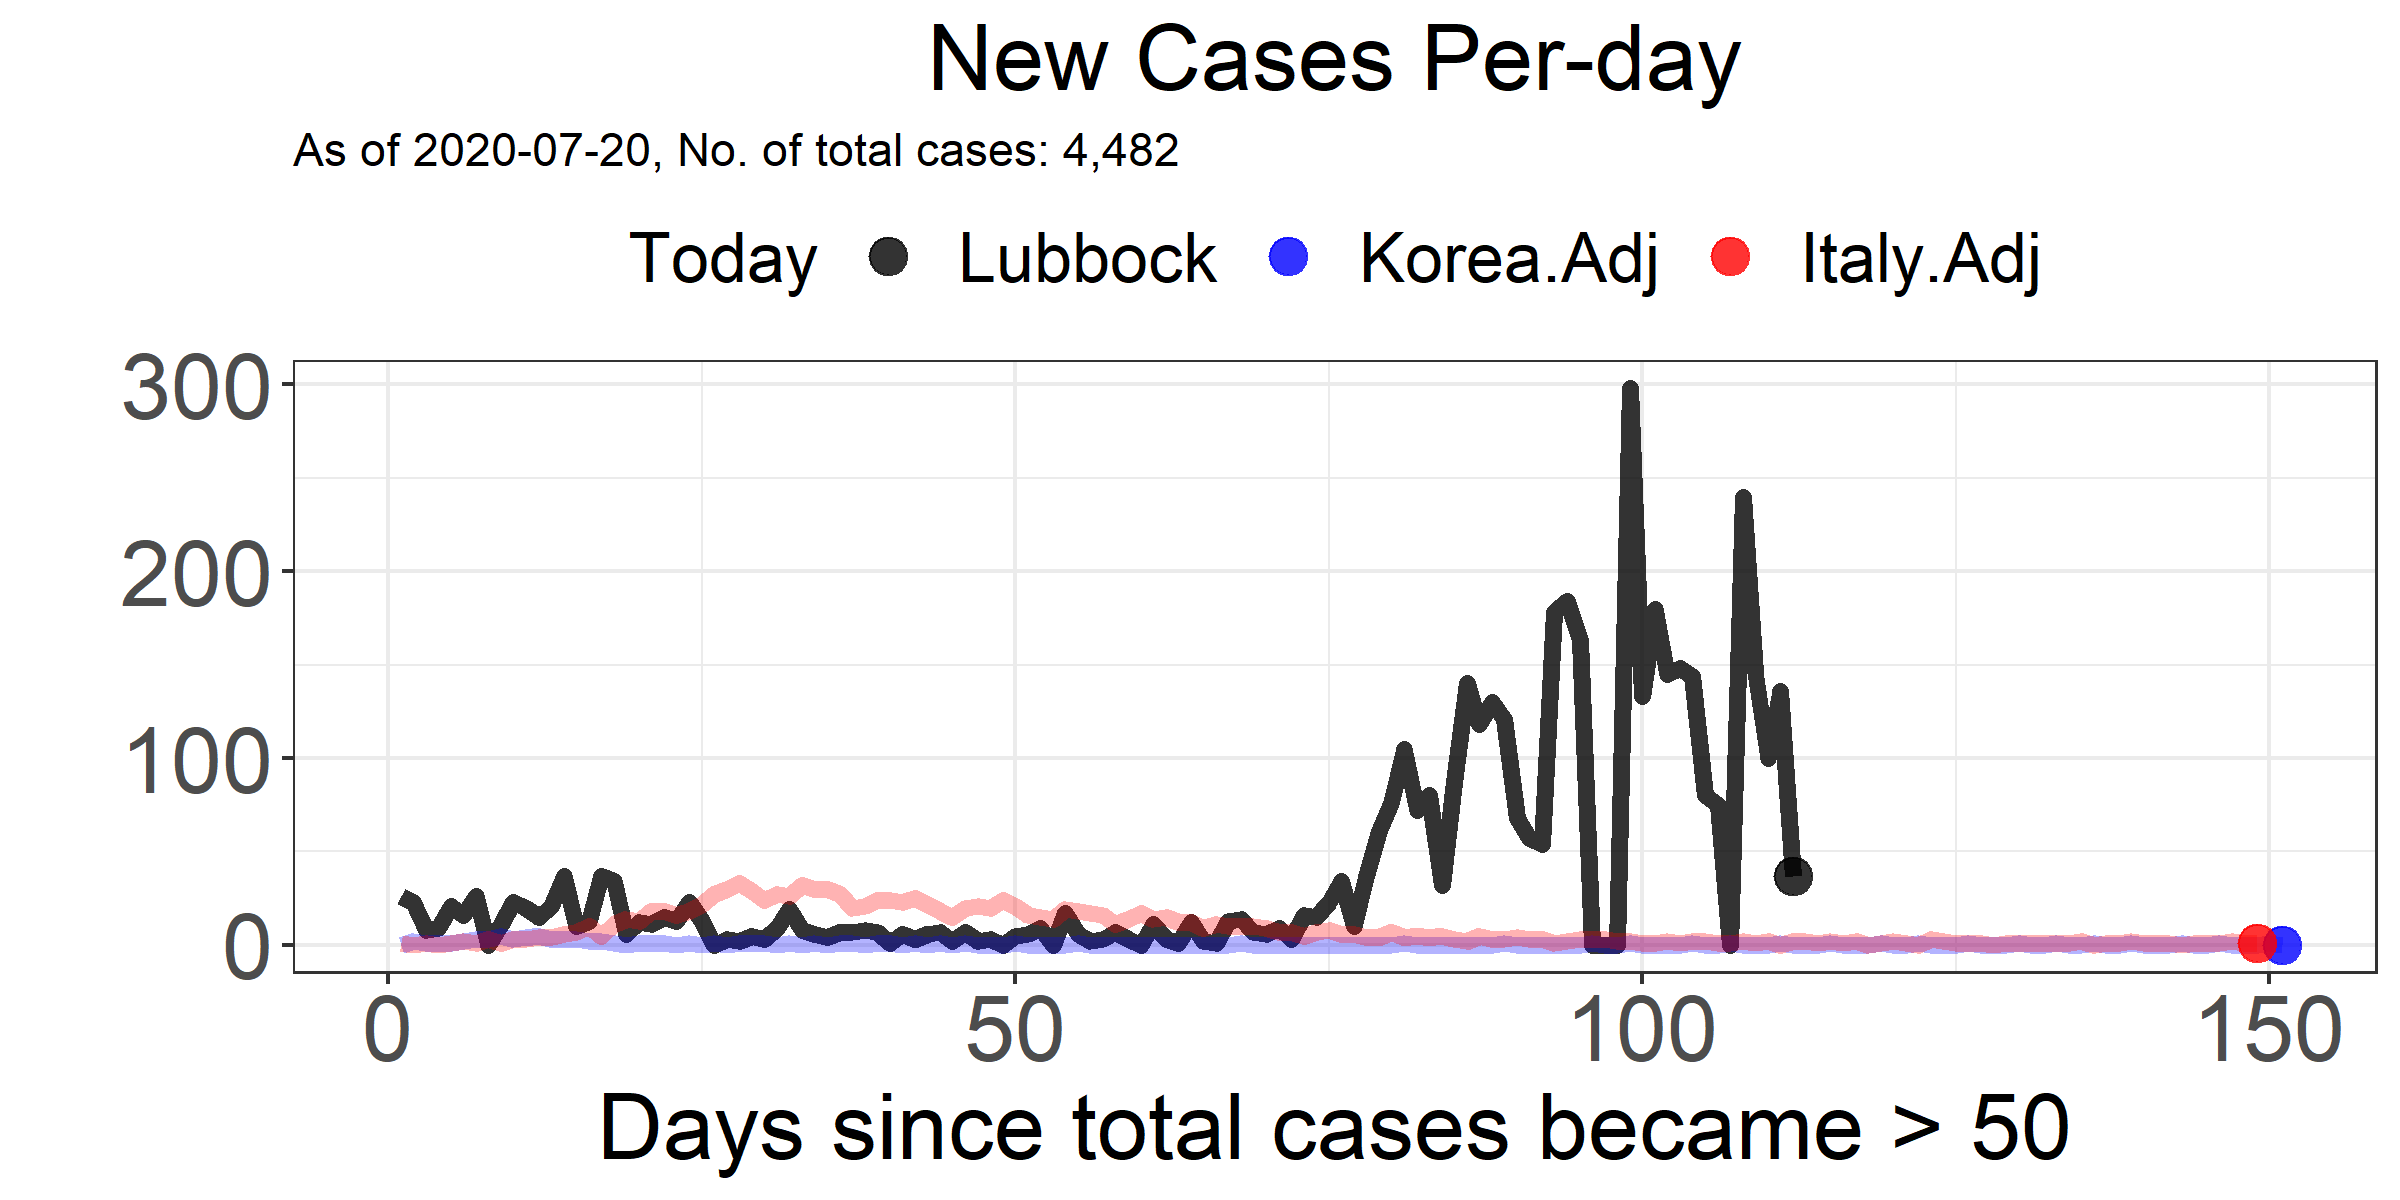 New Cases Per-day
As of 2020-07-20, No. of total cases: 4,482
Today Lubbock Korea.Adj Italy.Adj
300
200
100
0
0 50 100 150
Days since total cases became > 50